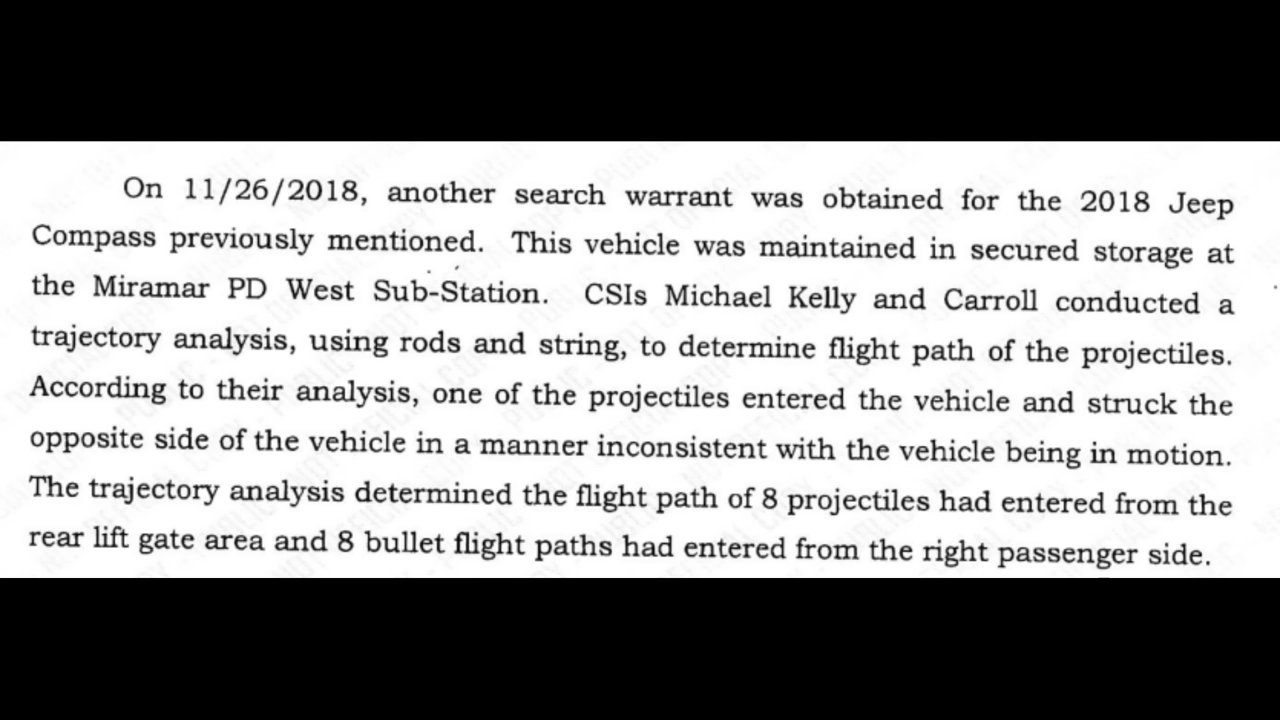 On 11/26/2018, another search warrant was obtained for the 2018 Jeep
Compass previously mentioned. This vehicle was maintained in secured storage at
the Miramar PD West Sub-Station. CSIs Michael Kelly and Carroll conducted a
trajectory analysis, using rods and string, to determine flight path of the projectiles.
According to their analysis, one of the projectiles entered the vehicle and struck the
opposite side of the vehicle in a manner inconsistent with the vehicle being in motion.
The trajectory analysis determined the flight path of 8 projectiles had entered from the
rear lift gate area and 8 bullet flight paths had entered from the right passenger side.